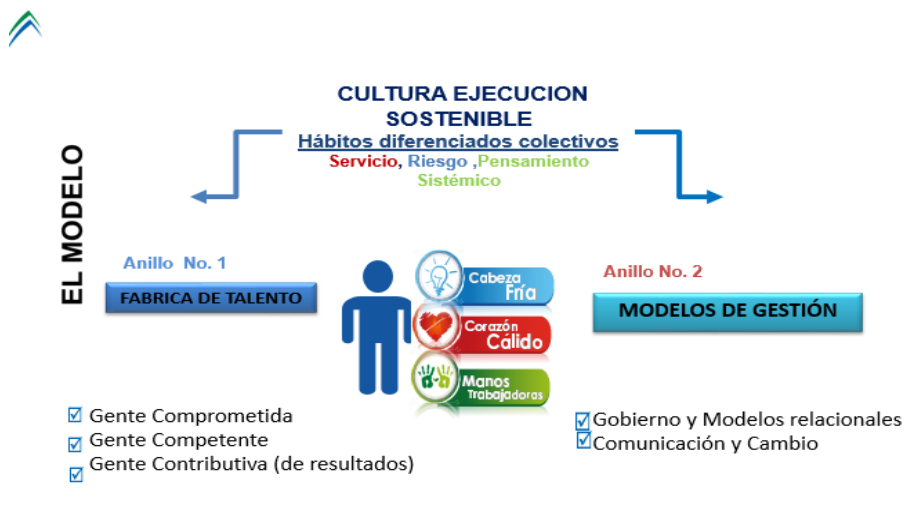 CULTURA EJECUCION
SOSTENIBLE
Hábitos diferenciados colectivos
Servicio, Riesgo ,Pensamiento
Sistémico
EL MODELO
Anillo No. 1
FABRICA DE TALENTO
Cabeza
Fría
Corazón
Cálido
Manos
Trabajadoras
Anillo No. 2
MODELOS DE GESTIÓN
Gente Comprometida
Gente Competente
Gente Contributiva (de resultados)
Gobierno y Modelos relacionales
Comunicación y Cambio